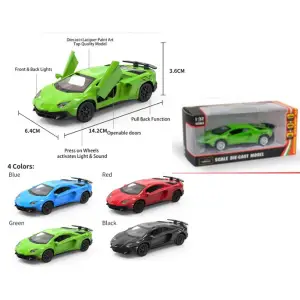 Diecast+Lacquer Paint Art
Top Quality Model
Front & Back Lights
3.6CM
Pull Back Function
6.4CM
14.2CM
Openable doors
Press on Wheels
activates Light & Sound
4 Colors:
Blue
Red
Green
Black
SCALE DIE-CAST MODEL